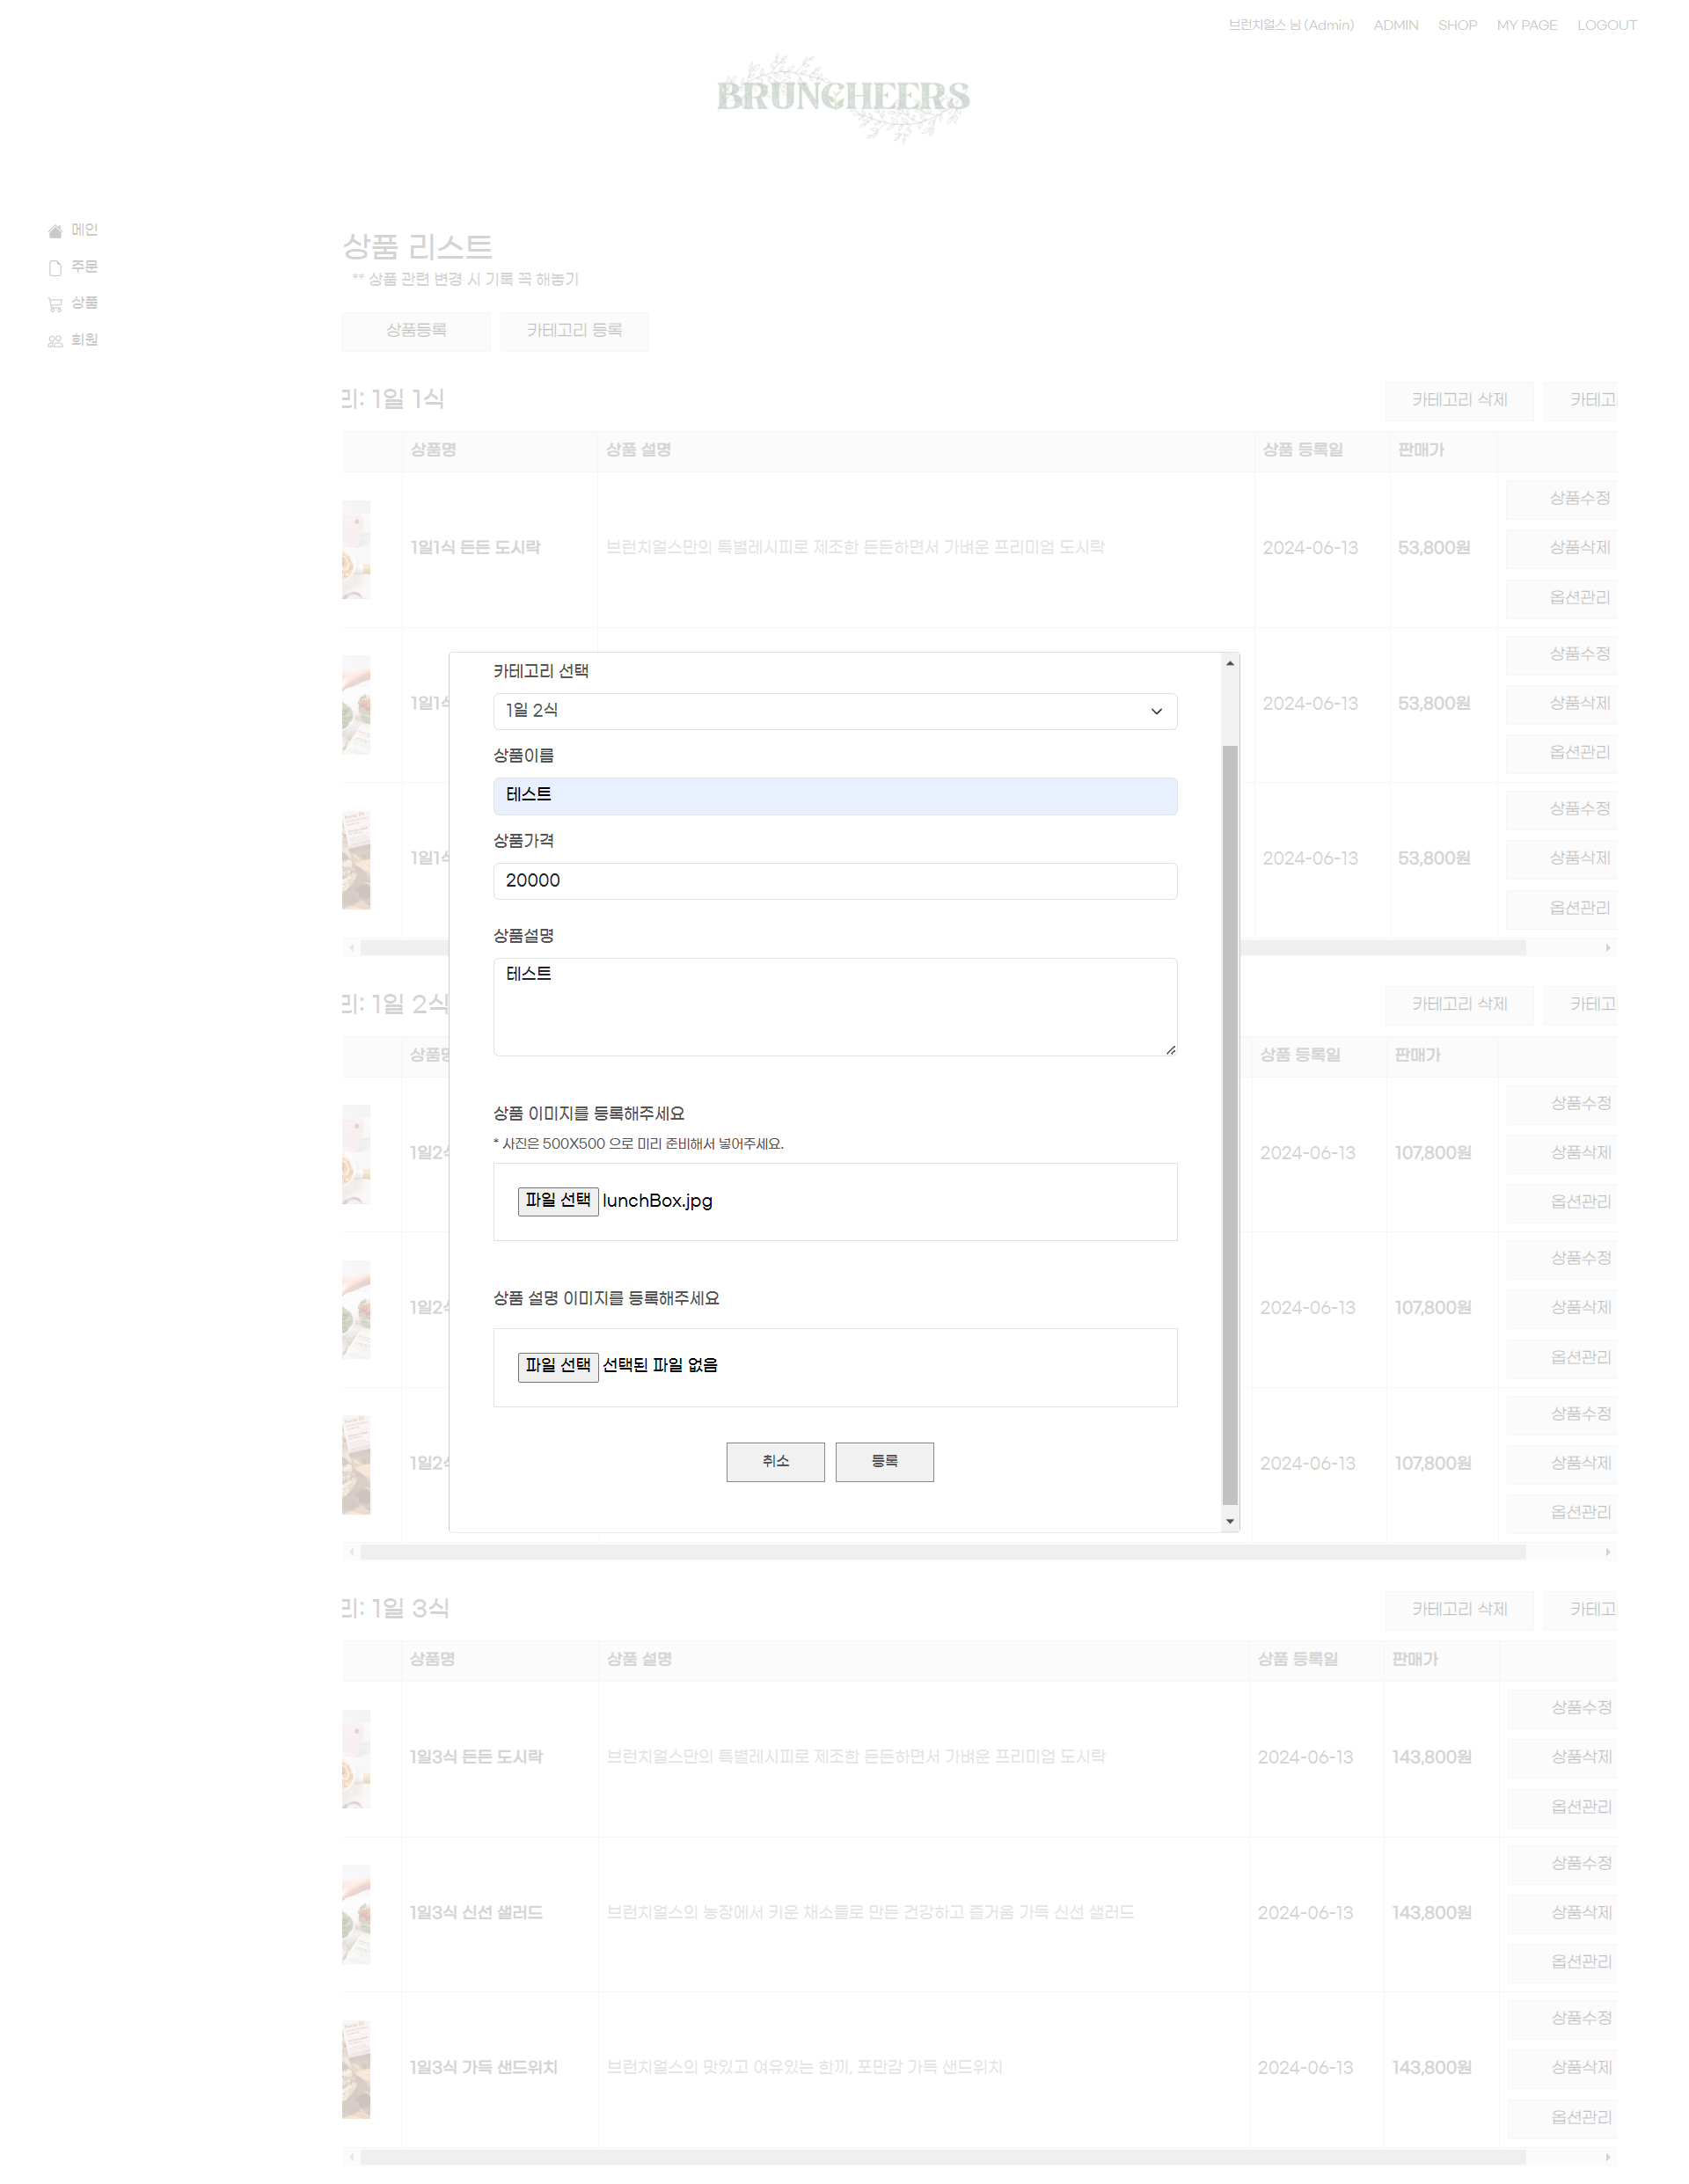 브런치얼스 님 (Admin) ADMIN SHOP MY PAGE LOGOUT
BRUNCHEERS
메인
주문
상품
회원
상품 리스트
** 상품 관련 변경 시 기록 꼭 해놓기
상품등록 카테고리 등록
리: 1일 1식 카테고리 삭제 카테고
상품명 상품 설명 상품 등록일 판매가
상품수정
1일1식 든든 도시락 브런치얼스만의 특별레시피로 제조한 든든하면서 가벼운 프리미엄 도시락 2024-06-13 53,800원 상품삭제
옵션관리
상품수정
1일1식 2024-06-13 53,800원 상품삭제
옵션관리
상품수정
1일1식 2024-06-13 53,800원 상품삭제
옵션관리
리: 1일 2식 카테고리 삭제 카테고
상품명 상품 등록일 판매가
상품수정
1일2식 2024-06-13 107,800원 상품삭제
옵션관리
상품수정
1일2식 2024-06-13 107,800원 상품삭제
옵션관리
상품수정
1일2식 2024-06-13 107,800원 상품삭제
옵션관리
카테고리 선택
1일 2식
상품이름
테스트
상품가격
20000
상품설명
테스트
상품 이미지를 등록해주세요
* 사진은 500X500 으로 미리 준비해서 넣어주세요.
파일 선택 lunchBox.jpg
상품 설명 이미지를 등록해주세요
파일 선택 선택된 파일 없음
취소 등록
리: 1일 3식 카테고리 삭제 카테고
상품명 상품 설명 상품 등록일 판매가
상품수정
1일3식 든든 도시락 브런치얼스만의 특별레시피로 제조한 든든하면서 가벼운 프리미엄 도시락 2024-06-13 143,800원 상품삭제
옵션관리
상품수정
1일3식 신선 샐러드 브런치얼스의 농장에서 키운 채소들로 만든 건강하고 즐거움 가득 신선 샐러드 2024-06-13 143,800원 상품삭제
옵션관리
상품수정
1일3식 가득 샌드위치 브런치얼스의 맛있고 여유있는 한끼, 포만감 가득 샌드위치 2024-06-13 143,800원 상품삭제
옵션관리